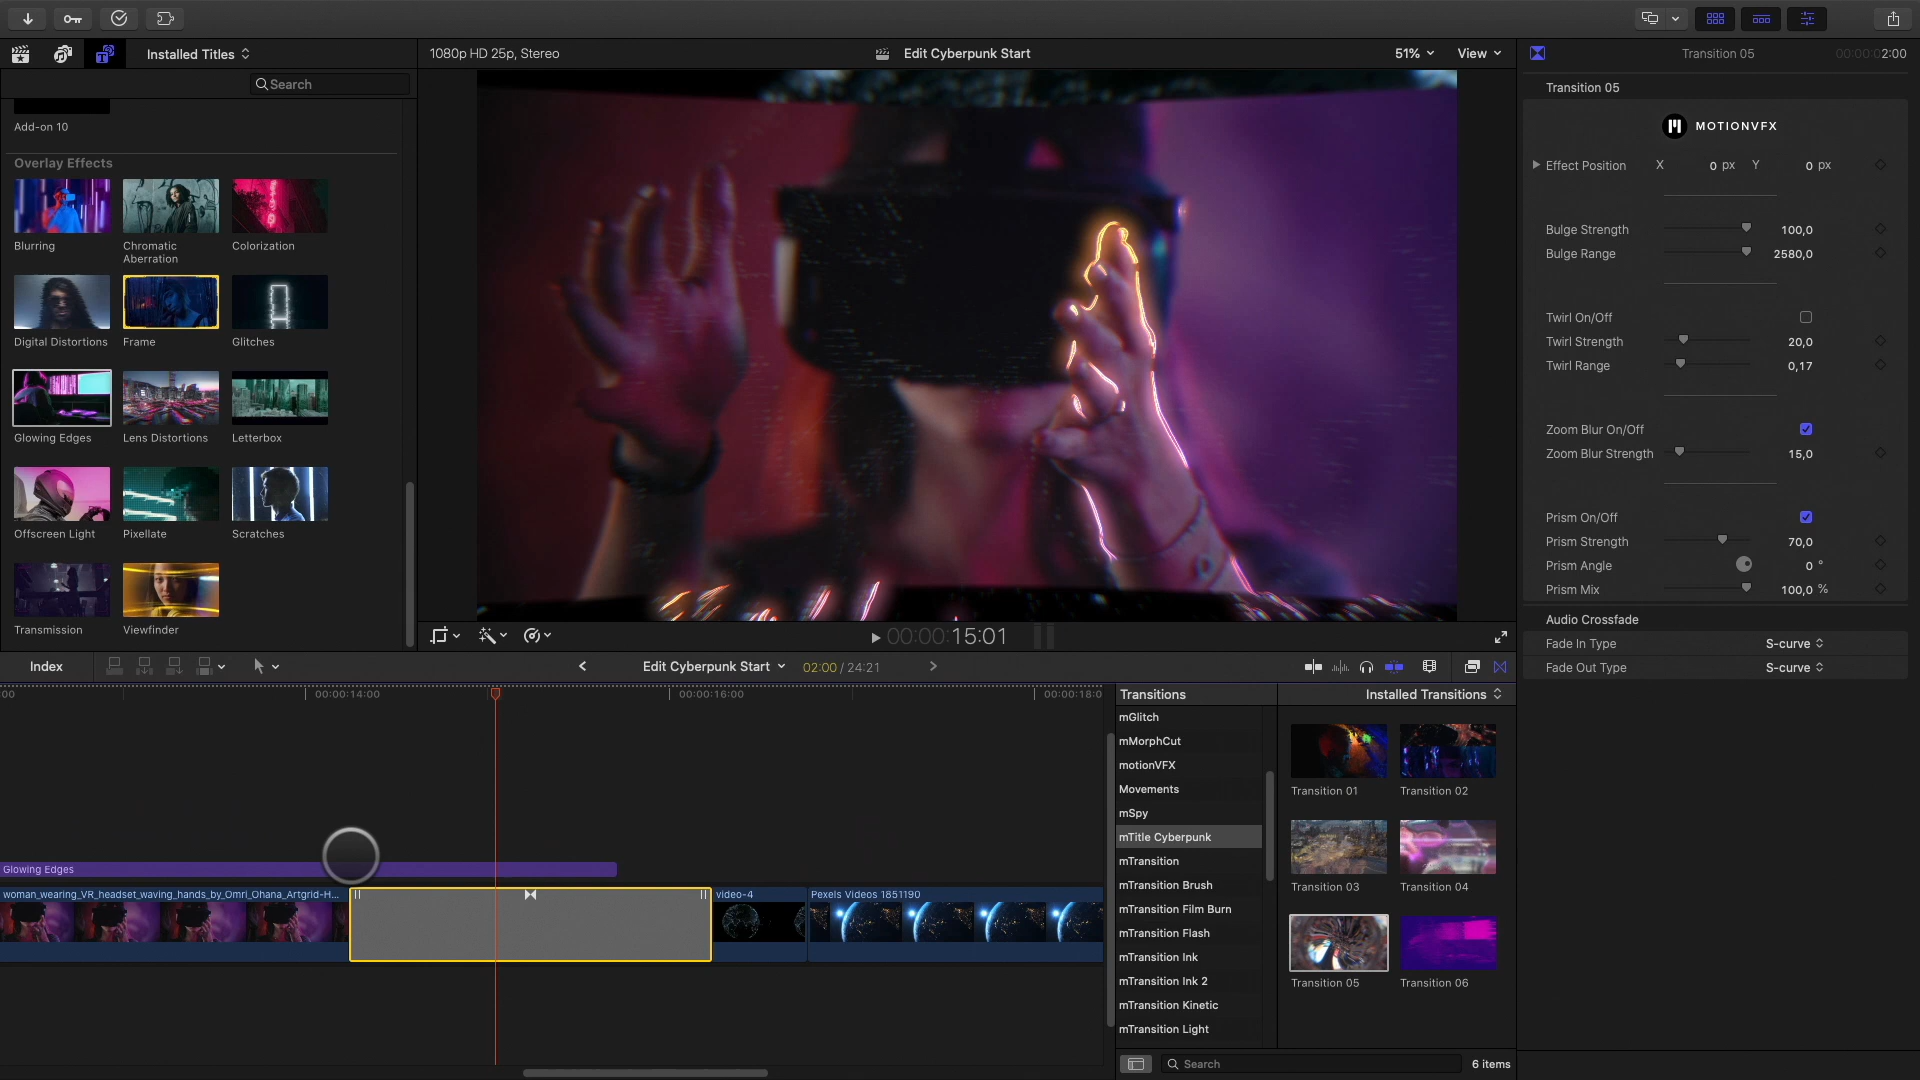 Installed Titles
1080p HD 25p, Stereo
Edit Cyberpunk Start
51%
View
Transition 05
00:00:02:00
Search
Transition 05
Add-on 10
MOTIONVFX
Overlay Effects
Effect Position X 0 px Y 0 px
Blurring
Chromatic Aberration
Colorization
Bulge Strength 100,0
Bulge Range 2580,0
Twirl On/Off
Digital Distortions
Frame
Glitches
Twirl Strength 20,0
Twirl Range 0,17
Glowing Edges
Lens Distortions
Letterbox
Zoom Blur On/Off
Zoom Blur Strength 15,0
Offscreen Light
Pixellate
Scratches
Prism On/Off
Prism Strength 70,0
Prism Angle 0 °
Prism Mix 100,0 %
Transmission
Viewfinder
00:00:00:15:01
Audio Crossfade
Fade In Type S-curve
Fade Out Type S-curve
Index
Edit Cyberpunk Start
02:00 / 24:21
:00
00:00:14:00
00:00:16:00
00:00:18:0
Transitions
Installed Transitions
mGlitch
mMorphCut
motionVFX
Movements
mSpy
mTitle Cyberpunk
mTransition
mTransition Brush
mTransition Film Burn
mTransition Flash
mTransition Ink
mTransition Ink 2
mTransition Kinetic
mTransition Light
Transition 01
Transition 02
Transition 03
Transition 04
Transition 05
Transition 06
Glowing Edges
woman_wearing_VR_headset_waving_hands_by_Omri_Ohana_Artgrid-H...
video-4
Pexels Videos 1851190
Search
6 items